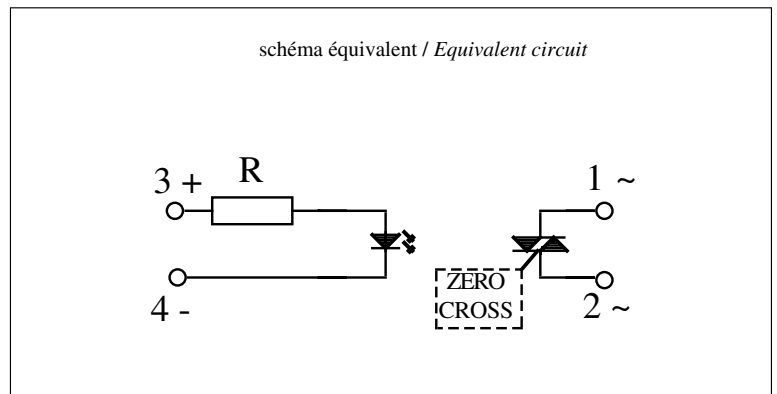 schéma équivalent / Equivalent circuit
3 + R 1 ~
ZERO
CROSS
4 - 2 ~